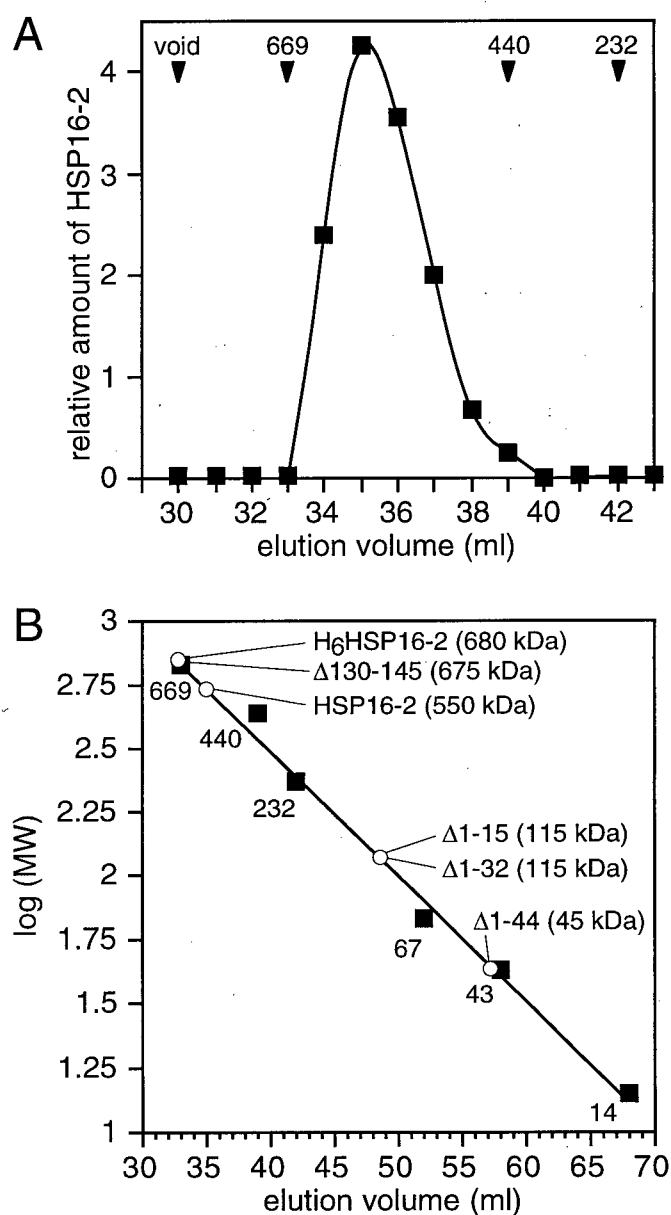 A
void 669 440 232
4
3
2
1
0
relative amount of HSP16-2
30 32 34 36 38 40 42
elution volume (ml)
B
3
2.75
2.5
2.25
2
1.75
1.5
1.25
1
log (MW)
H6HSP16-2 (680 kDa)
Δ130-145 (675 kDa)
669
HSP16-2 (550 kDa)
440
232
Δ1-15 (115 kDa)
Δ1-32 (115 kDa)
Δ1-44 (45 kDa)
67
43
14
30 35 40 45 50 55 60 65 70
elution volume (ml)